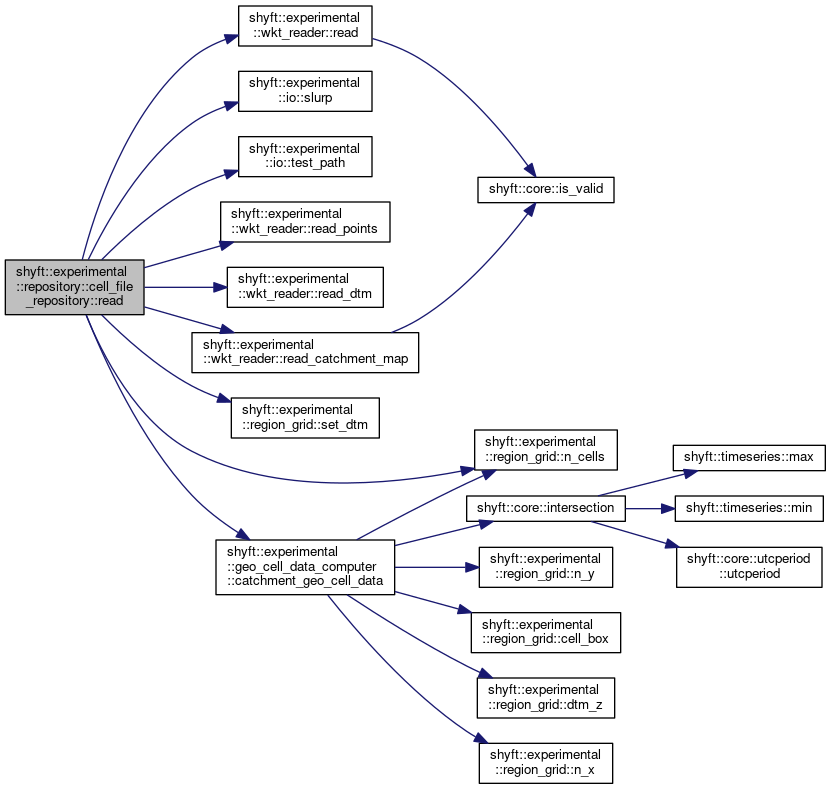 shyft::experimental
::repository::cell_file
_repository::read
shyft::experimental
::wkt_reader::read
shyft::experimental
::io::slurp
shyft::experimental
::io::test_path
shyft::experimental
::wkt_reader::read_points
shyft::experimental
::wkt_reader::read_dtm
shyft::experimental
::wkt_reader::read_catchment_map
shyft::experimental
::region_grid::set_dtm
shyft::experimental
::geo_cell_data_computer
::catchment_geo_cell_data
shyft::core::is_valid
shyft::experimental
::region_grid::n_cells
shyft::core::intersection
shyft::experimental
::region_grid::n_y
shyft::experimental
::region_grid::cell_box
shyft::experimental
::region_grid::dtm_z
shyft::experimental
::region_grid::n_x
shyft::timeseries::max
shyft::timeseries::min
shyft::core::utcperiod
::utcperiod